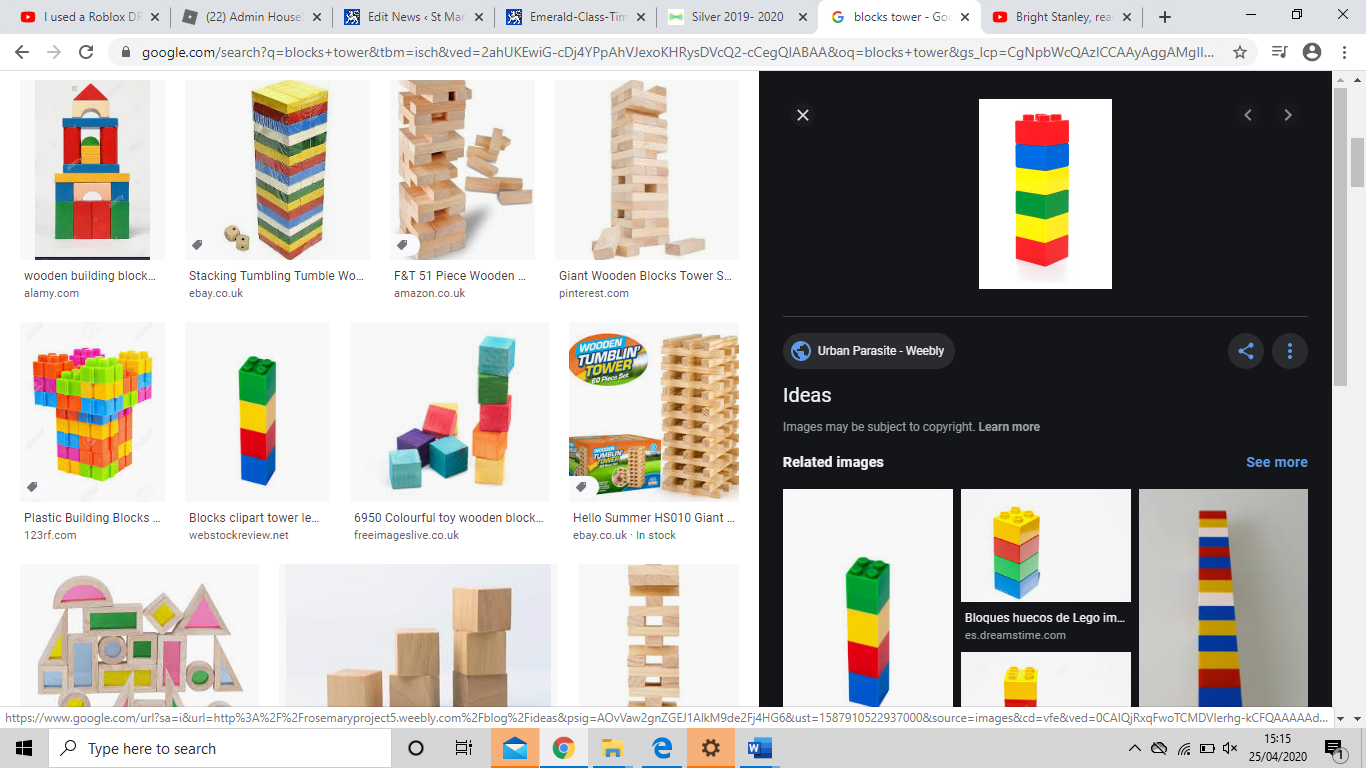 I used a Roblox DF
(22) Admin House
Edit News ‹ St Mar
Emerald-Class-Tim
Silver 2019- 2020
blocks tower - Goo
Bright Stanley, rea
google.com/search?q=blocks+tower&tbm=isch&ved=2ahUKEwiG-cDj4YPpAhVJexoKHRysDVcQ2-cCegQIABAA&oq=blocks+tower&gs_lcp=CgNpbWcQAzICCAAyAggAMgII...
wooden building block...
alamy.com
Stacking Tumbling Tumble Wo...
ebay.co.uk
F&T 51 Piece Wooden ...
amazon.co.uk
Giant Wooden Blocks Tower S...
pinterest.com
WOODEN
TUMBLIN'
TOWER
60 Piece Set
Plastic Building Blocks ...
123rf.com
Blocks clipart tower le...
webstockreview.net
6950 Colourful toy wooden block...
freeimageslive.co.uk
Hello Summer HS010 Giant ...
ebay.co.uk · In stock
Urban Parasite - Weebly
Ideas
Images may be subject to copyright. Learn more
Related images
See more
Bloques huecos de Lego im...
es.dreamstime.com
https://www.google.com/url?sa=i&url=http%3A%2F%2Frosemaryproject5.weebly.com%2Fblog%2Fideas&psig=AOvVaw2gnZGEJ1AlkM9de2Fj4HG6&ust=1587910522937000&source=images&cd=vfe&ved=0CAIQjRxqFwoTCMDVlerhg-kCFQAAAAAd...
Type here to search
15:15
25/04/2020
1